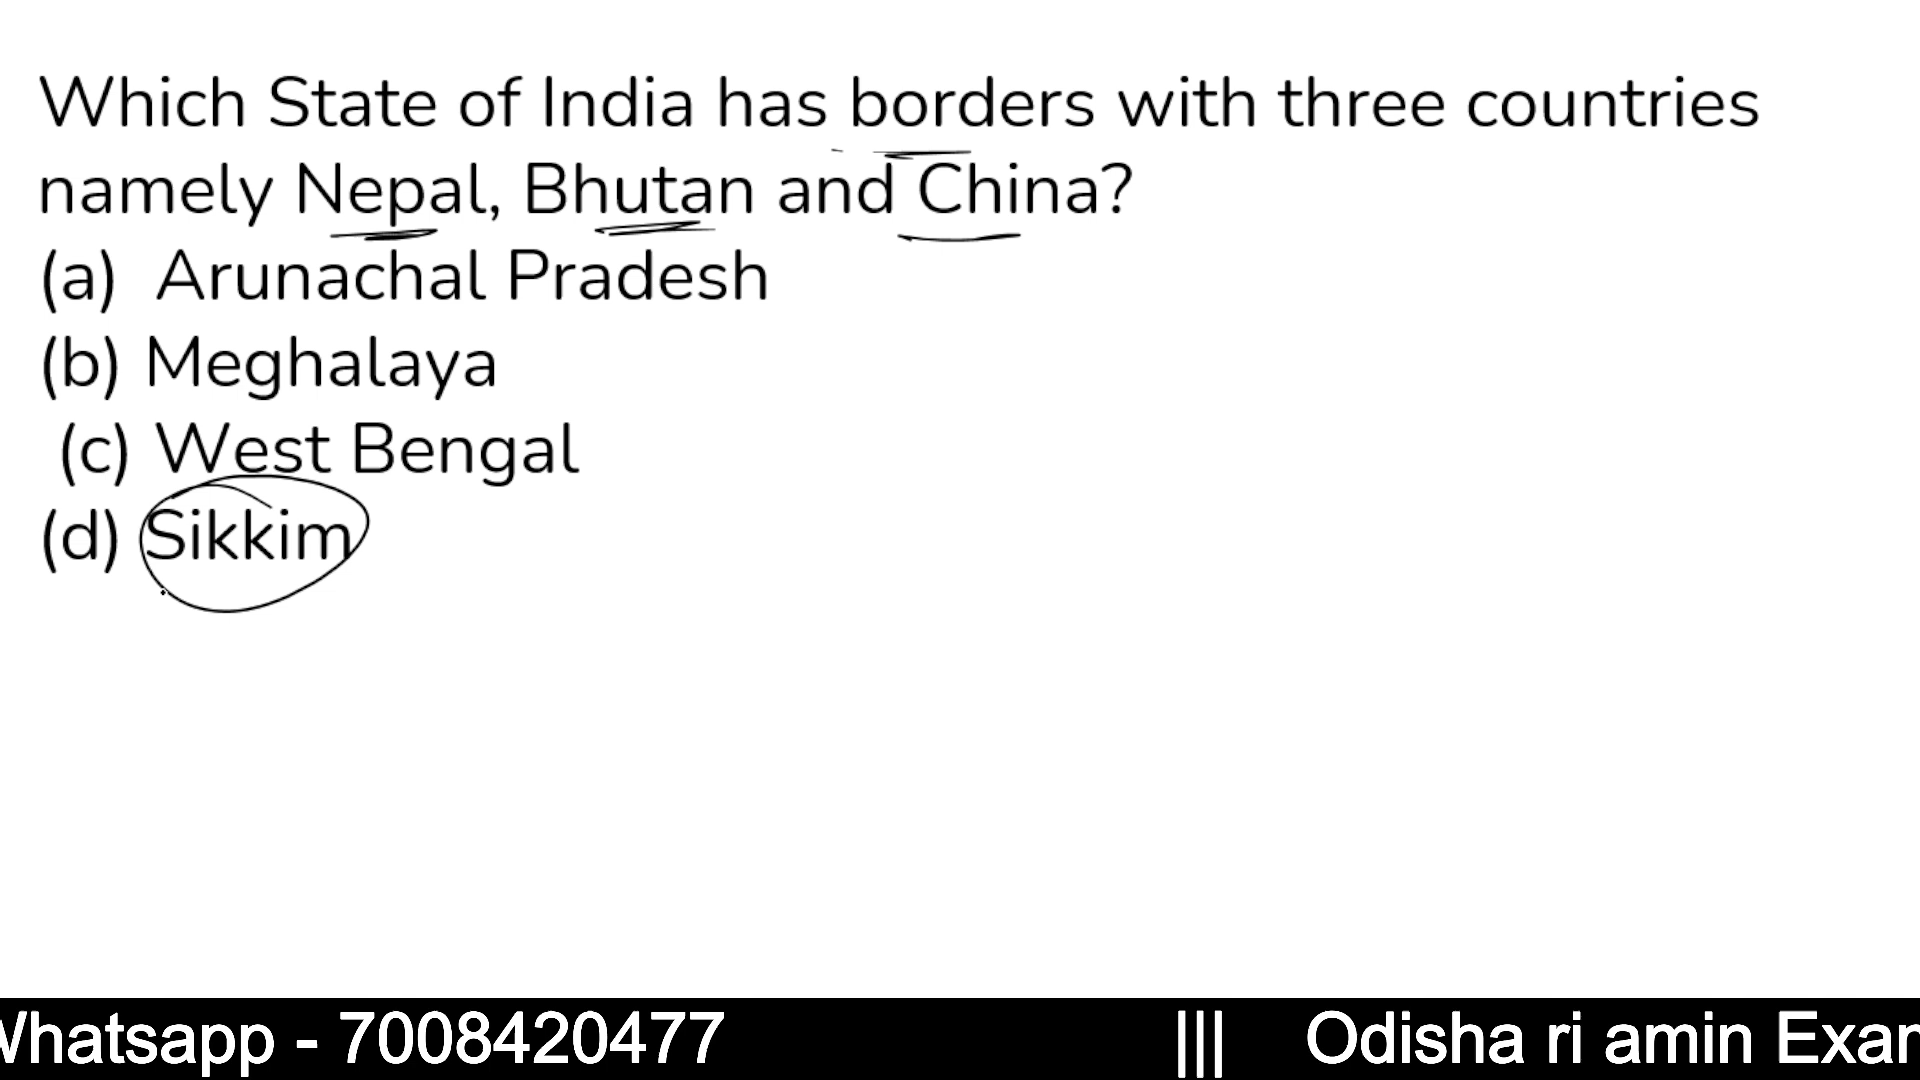 Which State of India has borders with three countries
namely Nepal, Bhutan and China?
(a) Arunachal Pradesh
(b) Meghalaya
(c) West Bengal
(d) Sikkim
Whatsapp - 7008420477 ||| Odisha ri amin Exam